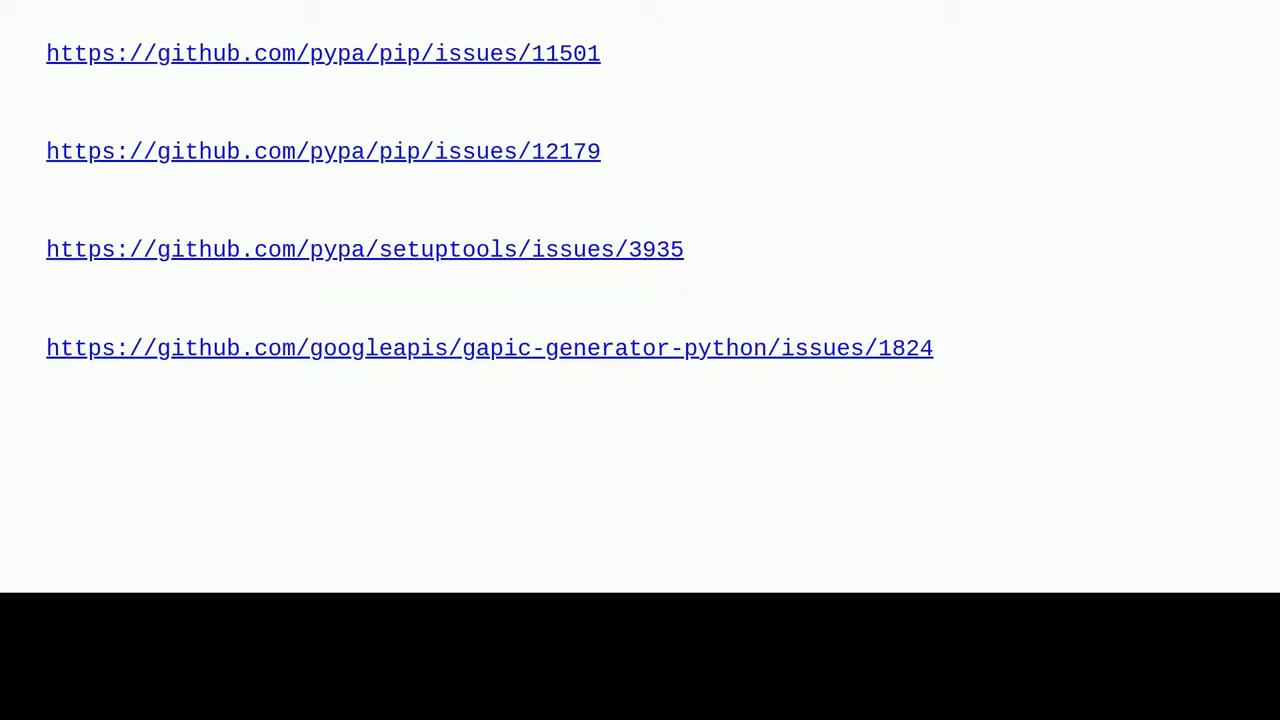 https://github.com/pypa/pip/issues/11501
https://github.com/pypa/pip/issues/12179
https://github.com/pypa/setuptools/issues/3935
https://github.com/googleapis/gapic-generator-python/issues/1824